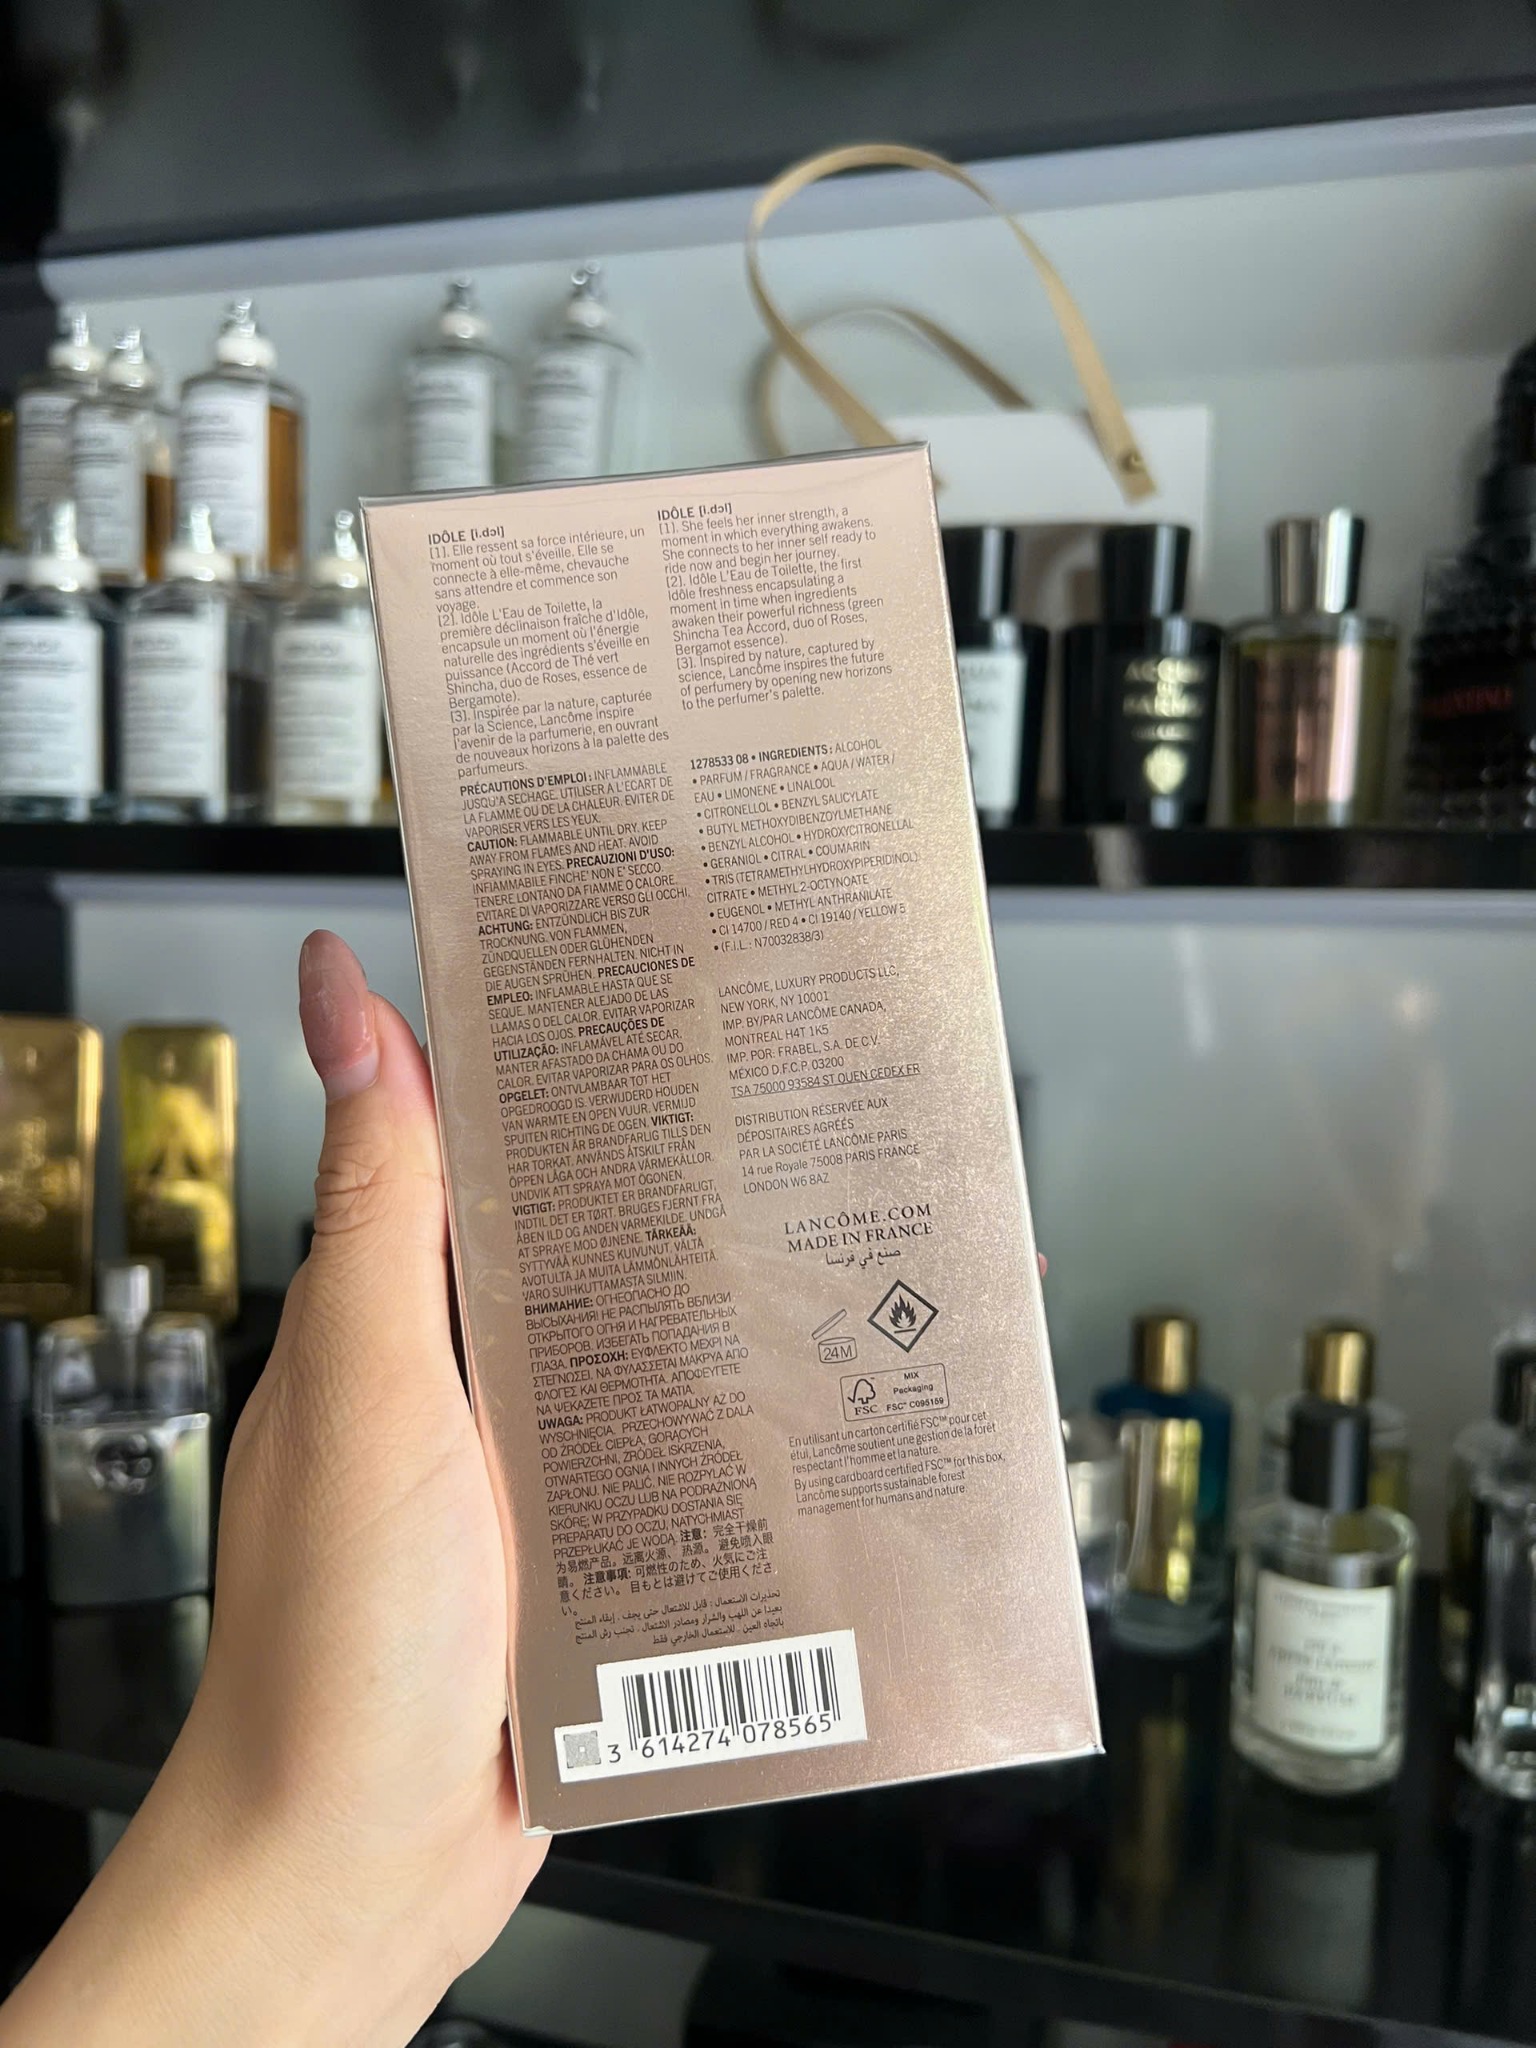 IDÔLE [i.dɔl]
[1]. Elle ressent sa force intérieure, un
moment où tout s'éveille. Elle se
connecte à elle-même, chevauche
sans attendre et commence son
voyage.
[2]. Idôle L'Eau de Toilette, la
première déclinaison fraîche d'Idôle,
encapsule un moment où l'énergie
naturelle des ingrédients s'éveille en
puissance (Accord de Thé vert
Shincha, duo de Roses, essence de
Bergamote).
[3]. Inspirée par la nature, capturée
par la Science, Lancôme inspire
l'avenir de la parfumerie, en ouvrant
de nouveaux horizons à la palette des
parfumeurs.
PRÉCAUTIONS D'EMPLOI : INFLAMMABLE
JUSQU'A SECHAGE. UTILISER A L'ECART DE
LA FLAMME OU DE LA CHALEUR. EVITER DE
VAPORISER VERS LES YEUX.
CAUTION: FLAMMABLE UNTIL DRY. KEEP
AWAY FROM FLAMES AND HEAT. AVOID
SPRAYING IN EYES. PRECAUZIONI D'USO:
INFIAMMABILE FINCHE' NON E' SECCO.
TENERE LONTANO DA FIAMME O CALORE.
EVITARE DI VAPORIZZARE VERSO GLI OCCHI.
ACHTUNG: ENTZÜNDLICH BIS ZUR
TROCKNUNG. VON FLAMMEN,
ZÜNDQUELLEN ODER GLÜHENDEN
GEGENSTÄNDEN FERNHALTEN. NICHT IN
DIE AUGEN SPRÜHEN. PRECAUCIONES DE
EMPLEO: INFLAMABLE HASTA QUE SE
SEQUE. MANTENER ALEJADO DE LAS
LLAMAS O DEL CALOR. EVITAR VAPORIZAR
HACIA LOS OJOS. PRECAUÇÕES DE
UTILIZAÇÃO: INFLAMÁVEL ATÉ SECAR.
MANTER AFASTADO DA CHAMA OU DO
CALOR. EVITAR VAPORIZAR PARA OS OLHOS.
OPGELET: ONTVLAMBAAR TOT HET
OPGEDROOGD IS. VERWIJDERD HOUDEN
VAN WARMTE EN OPEN VUUR. VERMIJD
SPUITEN RICHTING DE OGEN. VIKTIGT:
PRODUKTEN ÄR BRANDFARLIG TILLS DEN
HAR TORKAT. ANVÄNDS ÅTSKILT FRÅN
ÖPPEN LÅGA OCH ANDRA VÄRMEKÄLLOR.
UNDVIK ATT SPRAYA MOT ÖGONEN.
VIGTIGT: PRODUKTET ER BRANDFARLIGT,
INDTIL DET ER TØRT. BRUGES FJERNT FRA
ÅBEN ILD OG ANDEN VARMEKILDE. UNDGÅ
AT SPRAYE MOD ØJNENE. TÄRKEÄÄ:
SYTTYVÄÄ KUNNES KUIVUNUT. VÄLTÄ
AVOTULTA JA MUITA LÄMMÖNLÄHTEITÄ.
VARO SUIHKUTTAMASTA SILMIIN.
ВНИМАНИЕ: ОГНЕОПАСНО ДО
ВЫСЫХАНИЯ! НЕ РАСПЫЛЯТЬ ВБЛИЗИ
ОТКРЫТОГО ОГНЯ И НАГРЕВАТЕЛЬНЫХ
ПРИБОРОВ. ИЗБЕГАТЬ ПОПАДАНИЯ В
ГЛАЗА. ΠΡΟΣΟΧΗ: ΕΥΦΛΕΚΤΟ ΜΕΧΡΙ ΝΑ
ΣΤΕΓΝΩΣΕΙ. ΝΑ ΦΥΛΑΣΣΕΤΑΙ ΜΑΚΡΥΑ ΑΠΟ
ΦΛΟΓΕΣ ΚΑΙ ΘΕΡΜΟΤΗΤΑ. ΑΠΟΦΕΥΓΕΤΕ
ΝΑ ΨΕΚΑΖΕΤΕ ΠΡΟΣ ΤΑ ΜΑΤΙΑ.
UWAGA: PRODUKT ŁATWOPALNY AŻ DO
WYSCHNIĘCIA. PRZECHOWYWAĆ Z DALA
OD ŹRÓDEŁ CIEPŁA, GORĄCYCH
POWIERZCHNI, ŹRÓDEŁ ISKRZENIA,
OTWARTEGO OGNIA I INNYCH ŹRÓDEŁ
ZAPŁONU. NIE PALIĆ. NIE ROZPYLAĆ W
KIERUNKU OCZU LUB NA PODRAŻNIONĄ
SKÓRĘ; W PRZYPADKU DOSTANIA SIĘ
PREPARATU DO OCZU, NATYCHMIAST
PRZEPŁUKAĆ JE WODĄ. 注意：完全干燥前
为易燃产品。远离火源、热源。避免喷入眼
睛。注意事項: 可燃性のため、火気にご注
意ください。目もとは避けてご使用くださ
い。
تحذيرات الاستعمال : قابل للاشتعال حتى يجف . إبقاء المنتج
بعيدا عن اللهب والشرار ومصادر الاشتعال . تجنب رش المنتج
باتجاه العين . للاستعمال الخارجي فقط
3 614274 078565
IDÔLE [i.dɔl]
[1]. She feels her inner strength, a
moment in which everything awakens.
She connects to her inner self ready to
ride now and begin her journey.
[2]. Idôle L'Eau de Toilette, the first
Idôle freshness encapsulating a
moment in time when ingredients
awaken their powerful richness (green
Shincha Tea Accord, duo of Roses,
Bergamot essence).
[3]. Inspired by nature, captured by
science, Lancôme inspires the future
of perfumery by opening new horizons
to the perfumer's palette.
1278533 08 • INGREDIENTS : ALCOHOL
• PARFUM / FRAGRANCE • AQUA / WATER /
EAU • LIMONENE • LINALOOL
• CITRONELLOL • BENZYL SALICYLATE
• BUTYL METHOXYDIBENZOYLMETHANE
• BENZYL ALCOHOL • HYDROXYCITRONELLAL
• GERANIOL • CITRAL • COUMARIN
• TRIS (TETRAMETHYLHYDROXYPIPERIDINOL)
CITRATE • METHYL 2-OCTYNOATE
• EUGENOL • METHYL ANTHRANILATE
• CI 14700 / RED 4 • CI 19140 / YELLOW 5
• (F.I.L.: N70032838/3)
LANCÔME, LUXURY PRODUCTS LLC,
NEW YORK, NY 10001
IMP. BY/PAR LANCÔME CANADA,
MONTREAL H4T 1K5
IMP. POR: FRABEL, S.A. DE C.V.
MÉXICO D.F. C.P. 03200
TSA 75000 93584 ST OUEN CEDEX FR
DISTRIBUTION RÉSERVÉE AUX
DÉPOSITAIRES AGRÉÉS
PAR LA SOCIÉTÉ LANCÔME PARIS
14 rue Royale 75008 PARIS FRANCE
LONDON W6 8AZ
LANCÔME.COM
MADE IN FRANCE
صنع في فرنسا
24M
FSC
MIX
Packaging
FSC® C095159
En utilisant un carton certifié FSC™ pour cet
étui, Lancôme soutient une gestion de la forêt
respectant l'homme et la nature.
By using cardboard certified FSC™ for this box,
Lancôme supports sustainable forest
management for humans and nature
ACQUA
DI
PARMA